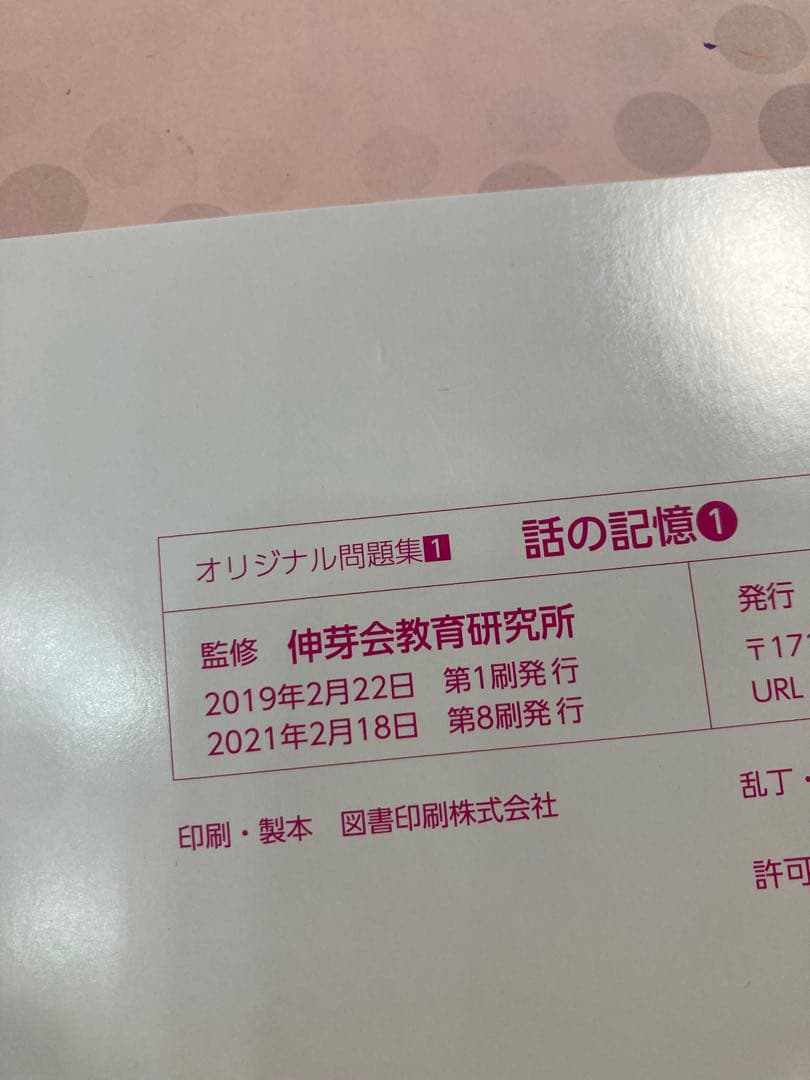 オリジナル問題集1 話の記憶❶
監修 伸芽会教育研究所
2019年2月22日 第1刷発行
2021年2月18日 第8刷発行
発行
〒171
URL
印刷・製本 図書印刷株式会社
乱丁・
許可